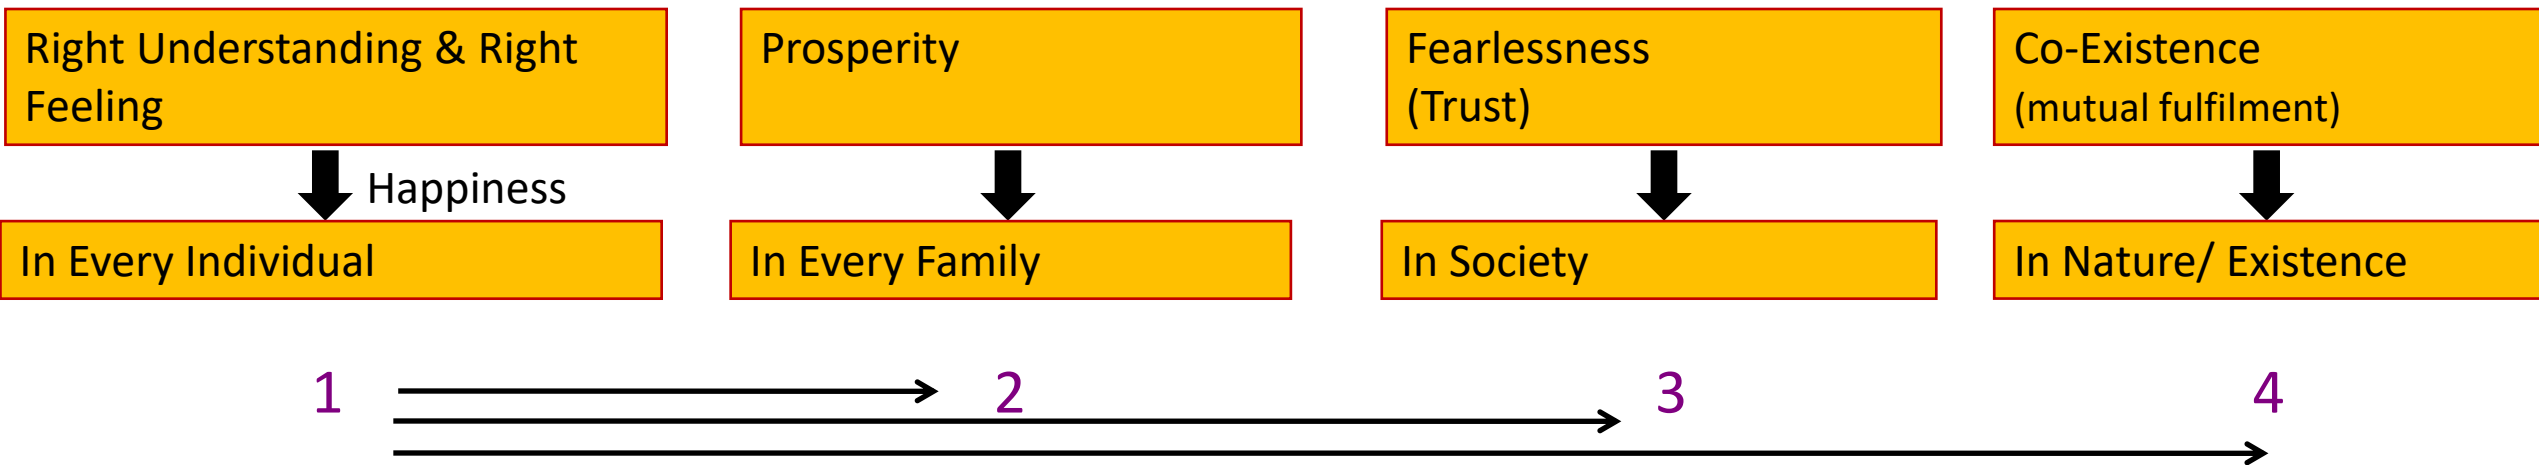 Right Understanding & Right
Feeling
Prosperity
Fearlessness
(Trust)
Co-Existence
(mutual fulfilment)
Happiness
In Every Individual
In Every Family
In Society
In Nature/ Existence
1
2
3
4